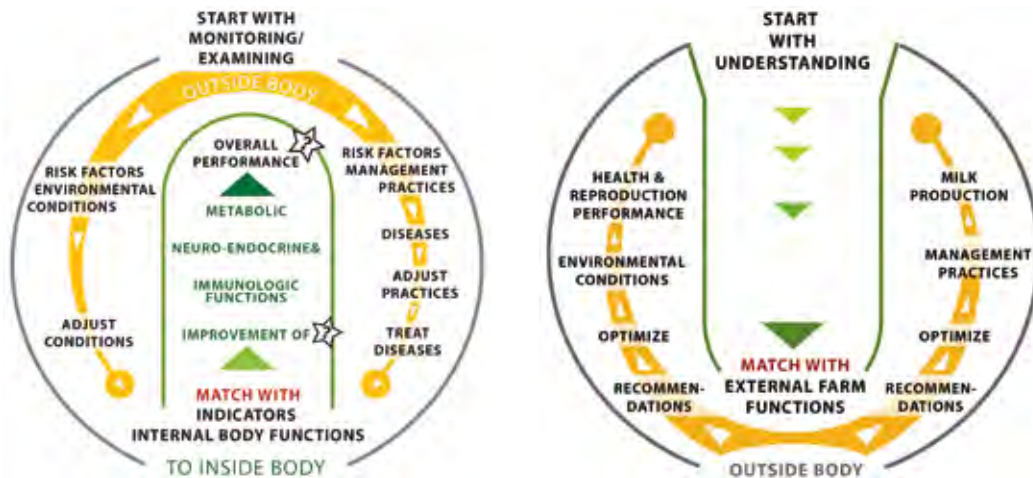 START WITH
MONITORING/
EXAMINING
OUTSIDE BODY
RISK FACTORS
ENVIRONMENTAL
CONDITIONS
ADJUST
CONDITIONS
OVERALL
PERFORMANCE
?
METABOLIC
NEURO-ENDOCRINE&
IMMUNOLOGIC
FUNCTIONS
IMPROVEMENT OF
?
MATCH WITH
INDICATORS
INTERNAL BODY FUNCTIONS
TO INSIDE BODY
RISK FACTORS
MANAGEMENT
PRACTICES
DISEASES
ADJUST
PRACTICES
TREAT
DISEASES
START
WITH
UNDERSTANDING
HEALTH &
REPRODUCTION
PERFORMANCE
ENVIRONMENTAL
CONDITIONS
OPTIMIZE
RECOMMEN-
DATIONS
MATCH WITH
EXTERNAL FARM
FUNCTIONS
MILK
PRODUCTION
MANAGEMENT
PRACTICES
OPTIMIZE
RECOMMEN-
DATIONS
OUTSIDE BODY